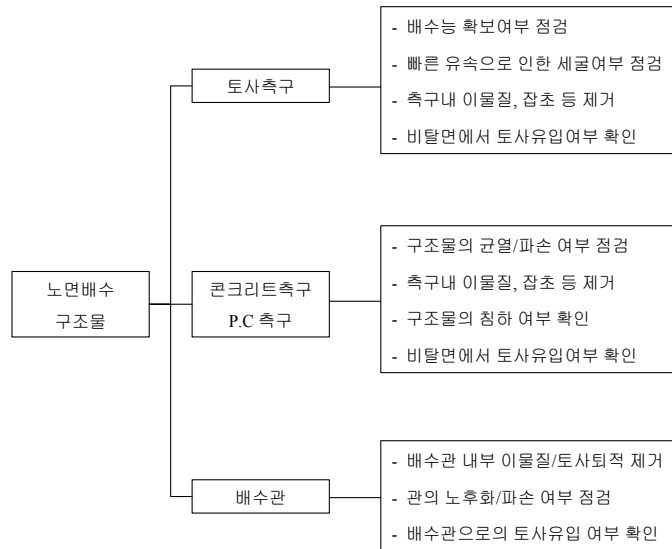 노면배수
구조물
토사측구
- 배수능 확보여부 점검
- 빠른 유속으로 인한 세굴여부 점검
- 측구내 이물질, 잡초 등 제거
- 비탈면에서 토사유입여부 확인
콘크리트측구
P.C 측구
- 구조물의 균열/파손 여부 점검
- 측구내 이물질, 잡초 등 제거
- 구조물의 침하 여부 확인
- 비탈면에서 토사유입여부 확인
배수관
- 배수관 내부 이물질/토사퇴적 제거
- 관의 노후화/파손 여부 점검
- 배수관으로의 토사유입 여부 확인